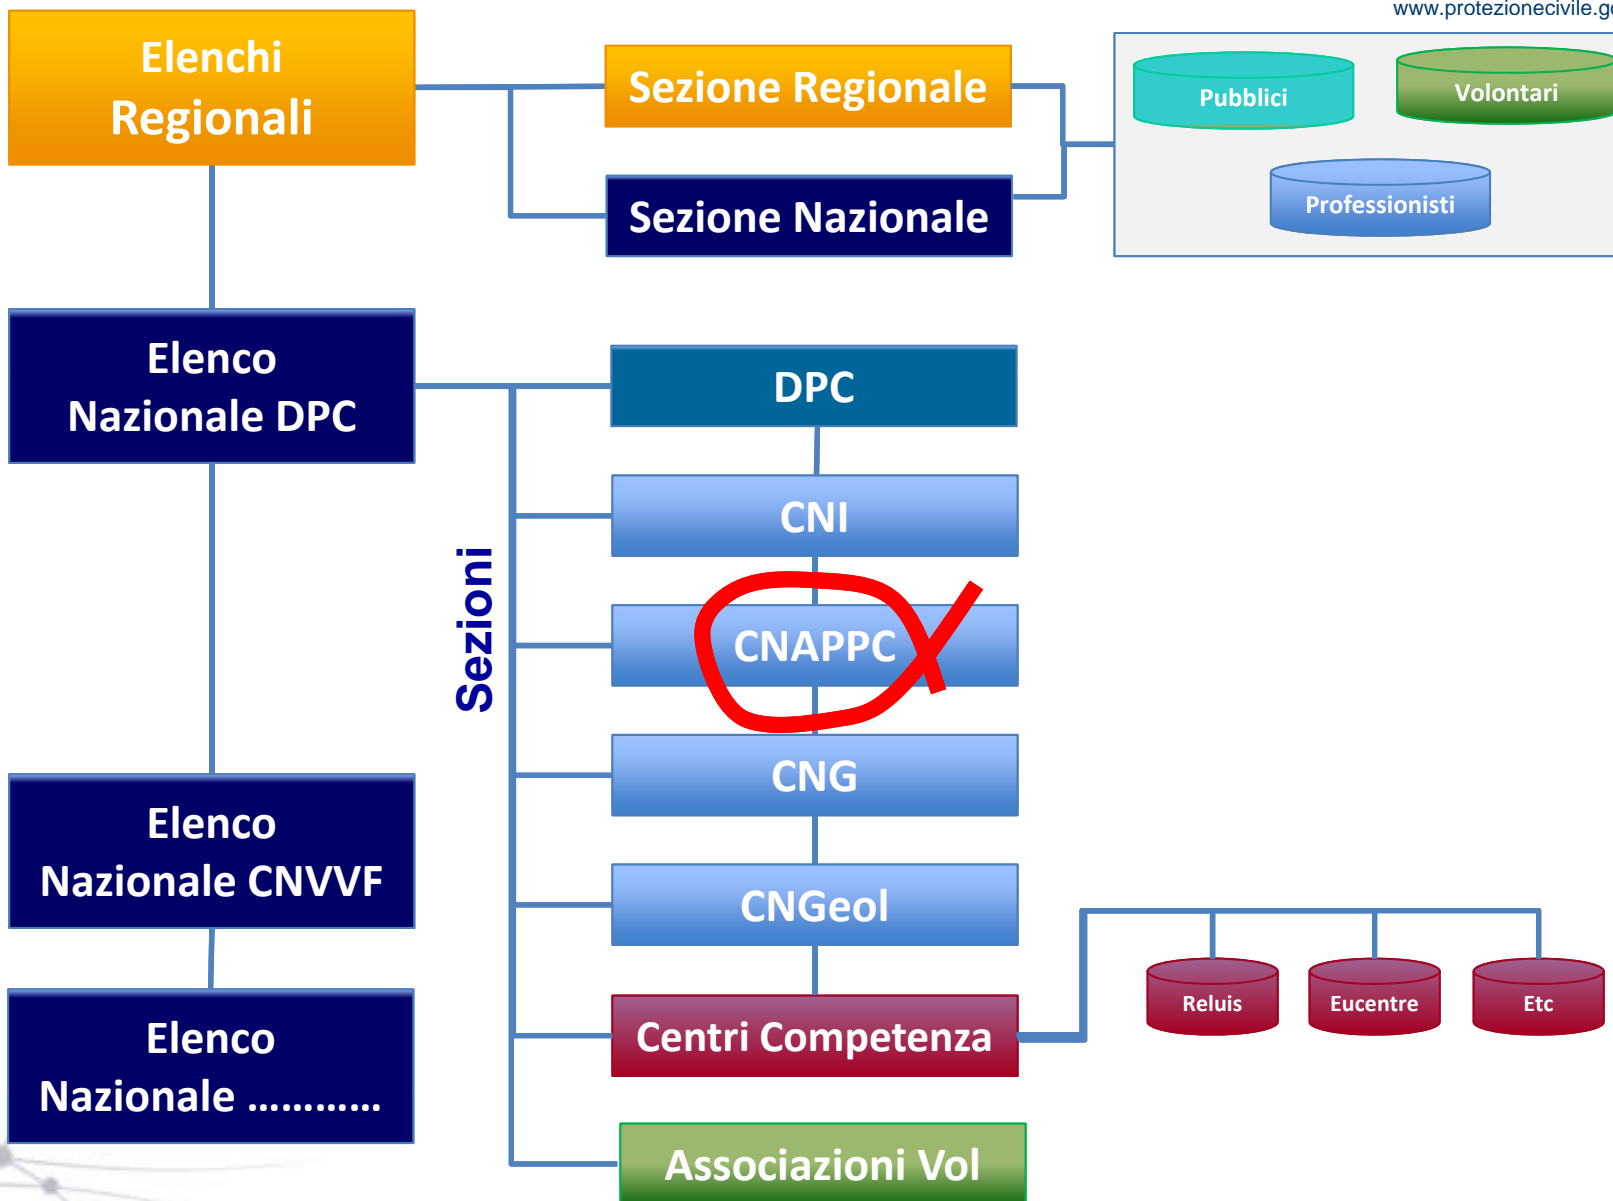 www.protezionecivile.go
Elenchi
Regionali
Sezione Regionale
Sezione Nazionale
Pubblici
Volontari
Professionisti
Elenco
Nazionale DPC
Sezioni
DPC
CNI
CNAPPC
CNG
CNGeol
Centri Competenza
Associazioni Vol
Reluis
Eucentre
Etc
Elenco
Nazionale CNVVF
Elenco
Nazionale …………